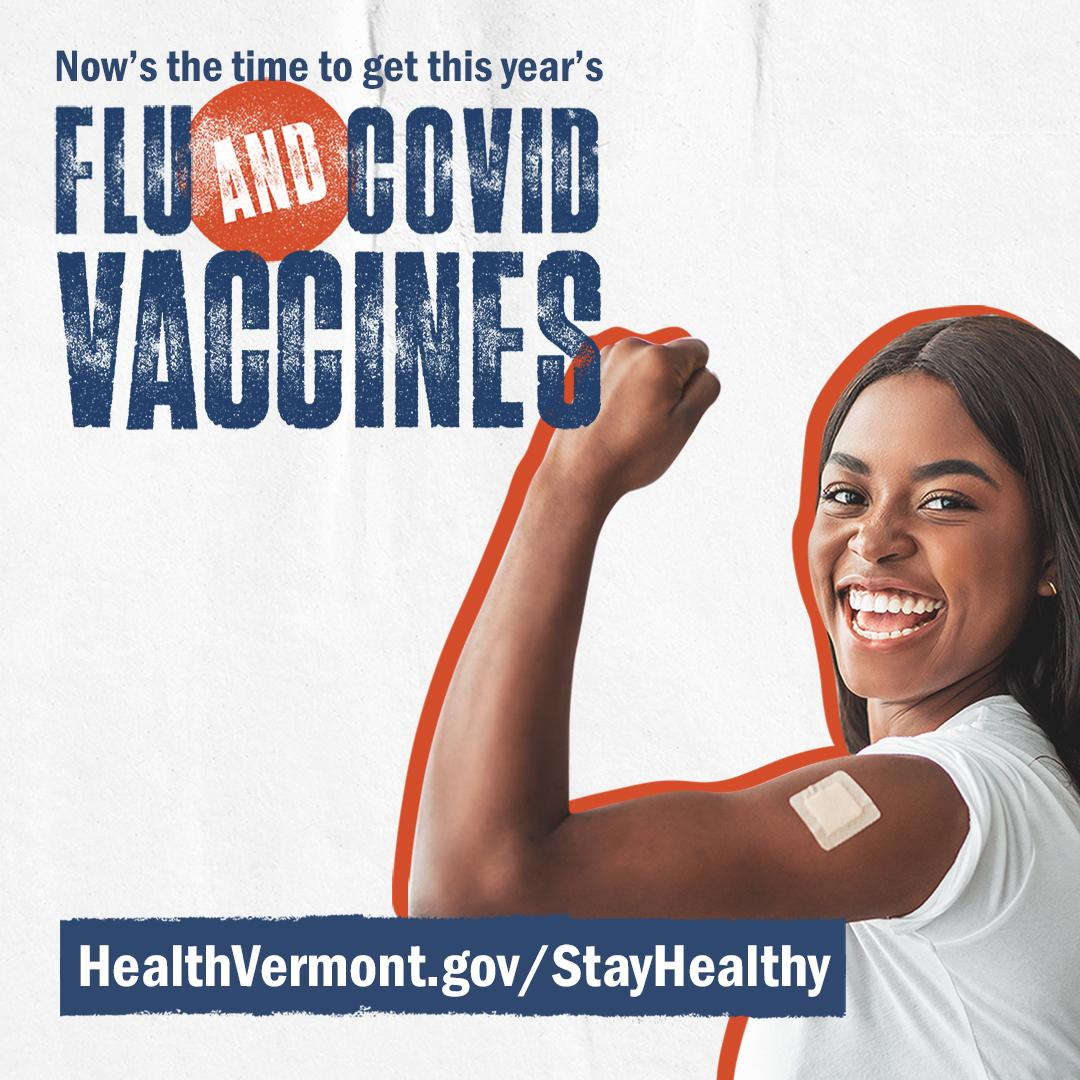 Now's the time to get this year's
FLU AND COVID
VACCINES
HealthVermont.gov/StayHealthy